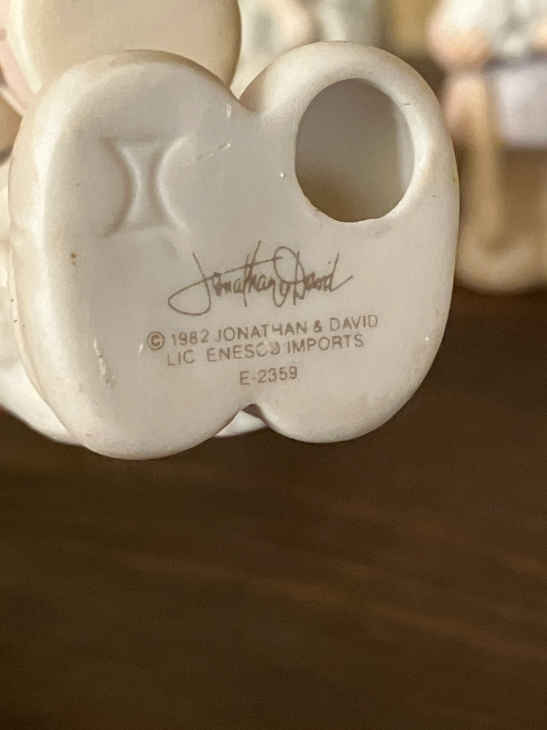 Jonathan & David
© 1982 JONATHAN & DAVID
LIC ENESCO IMPORTS
E-2359